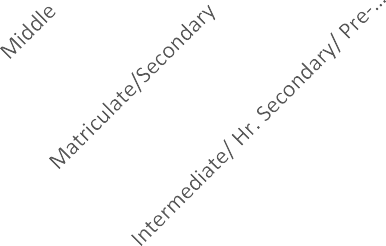 Middle
Matriculate/Secondary
Intermediate/ Hr. Secondary/ Pre-...